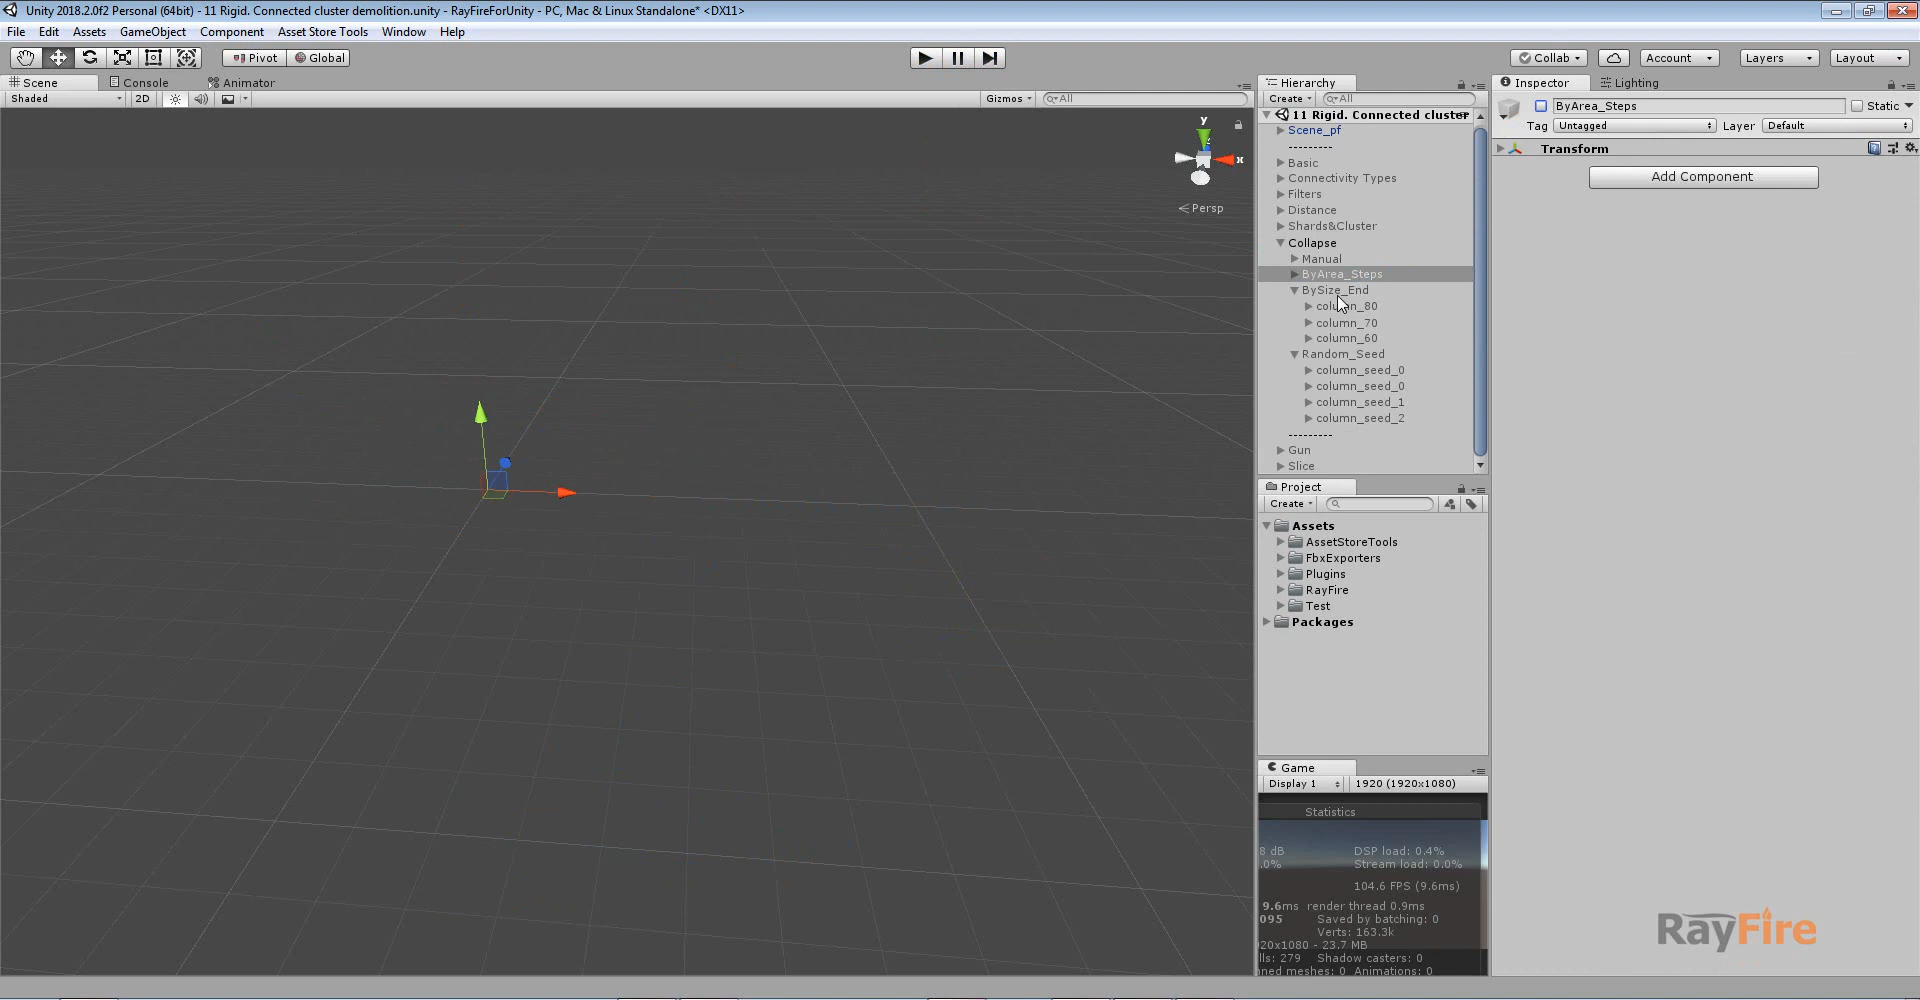 Unity 2018.2.0f2 Personal (64bit) - 11 Rigid. Connected cluster demolition.unity - RayFireForUnity - PC, Mac & Linux Standalone* <DX11>
File Edit Assets GameObject Component Asset Store Tools Window Help
Pivot Global Collab Account Layers Layout
Scene Console Animator
Shaded 2D Gizmos All
y
x
Persp
Hierarchy
Create All
11 Rigid. Connected cluster
Scene_pf
---------
Basic
Connectivity Types
Filters
Distance
Shards&Cluster
Collapse
Manual
ByArea_Steps
BySize_End
column_80
column_70
column_60
Random_Seed
column_seed_0
column_seed_0
column_seed_1
column_seed_2
---------
Gun
Slice
Project
Create
Assets
AssetStoreTools
FbxExporters
Plugins
RayFire
Test
Packages
Game
Display 1 1920 (1920x1080)
Statistics
8 dB DSP load: 0.4%
.0% Stream load: 0.0%
104.6 FPS (9.6ms)
9.6ms render thread 0.9ms
095 Saved by batching: 0
Verts: 163.3k
20x1080 - 23.7 MB
lls: 279 Shadow casters: 0
nned meshes: 0 Animations: 0
Inspector Lighting
ByArea_Steps Static
Tag Untagged Layer Default
Transform
Add Component
RayFire